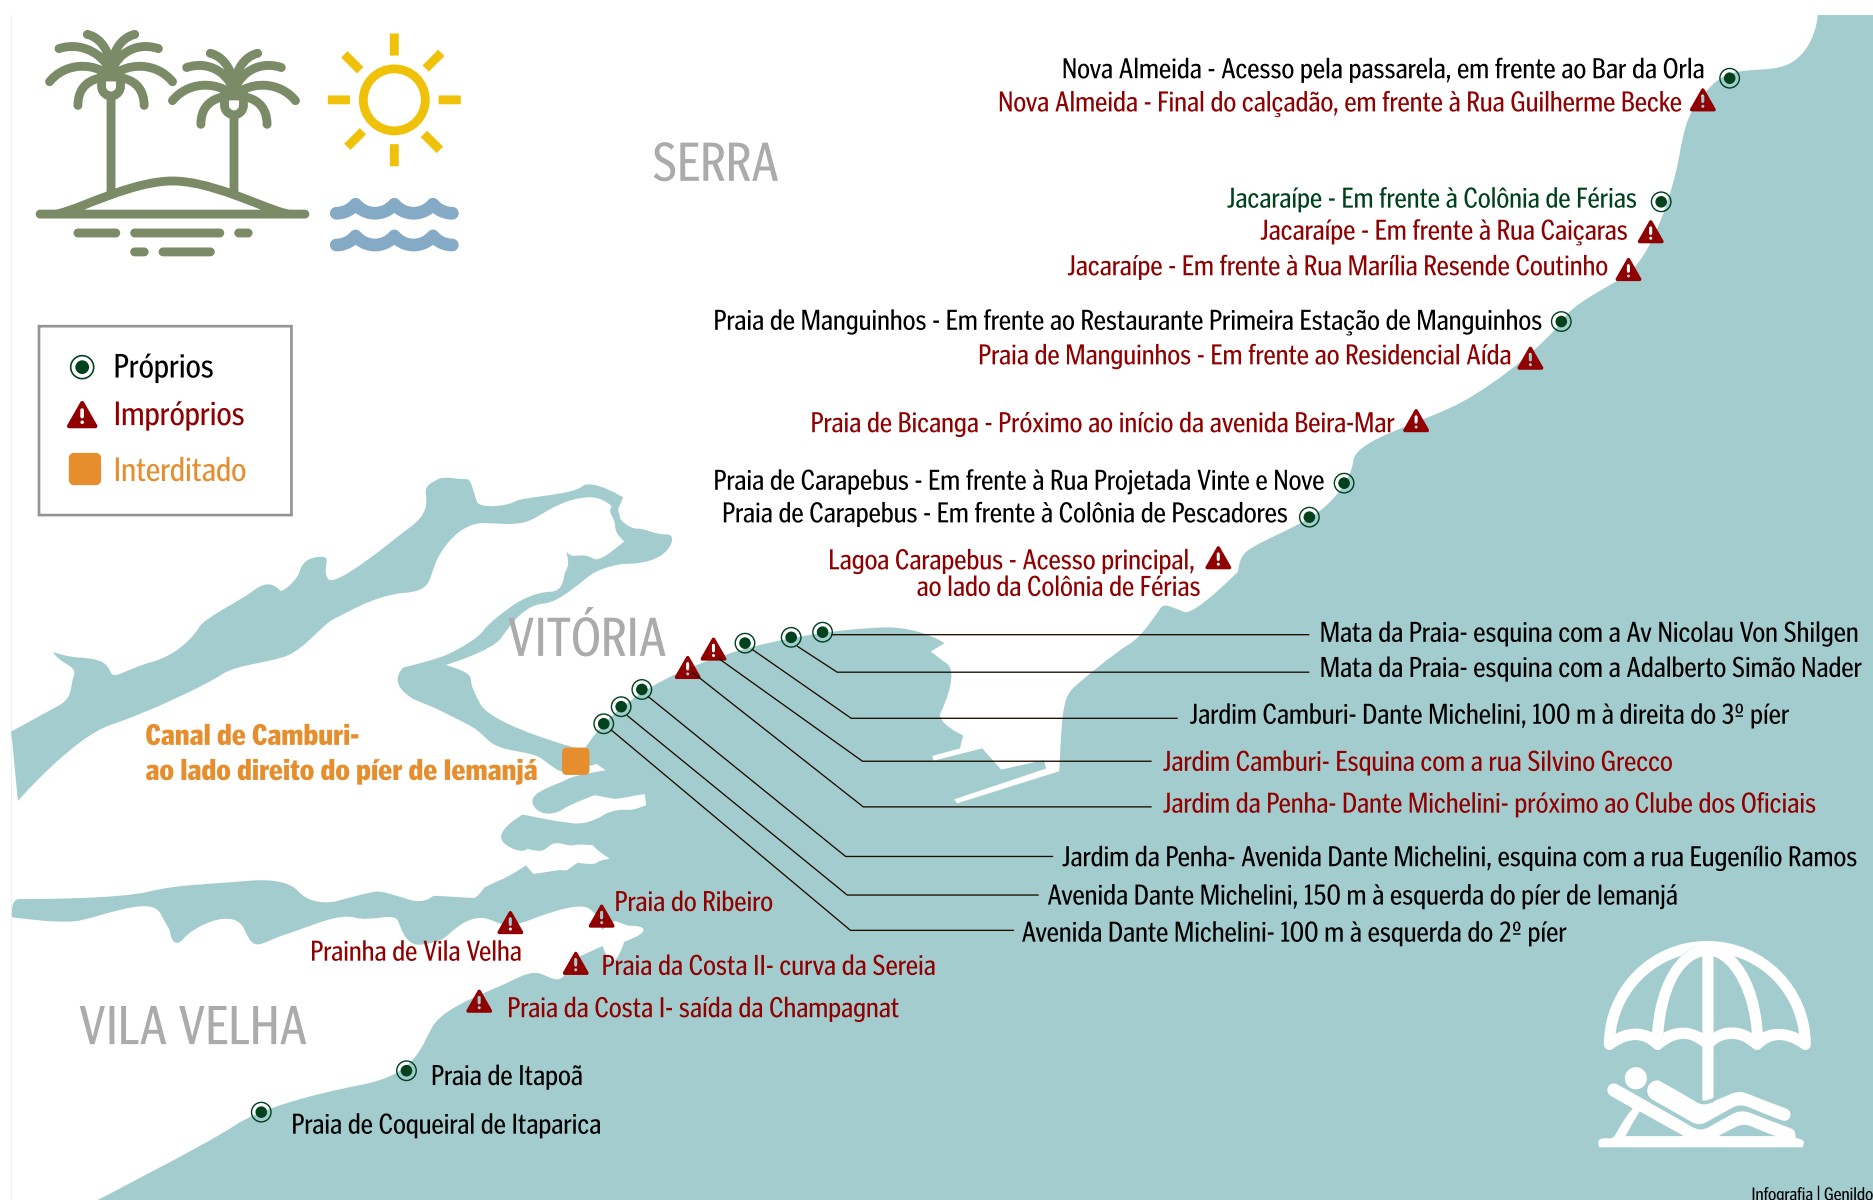 Nova Almeida - Acesso pela passarela, em frente ao Bar da Orla
Nova Almeida - Final do calçadão, em frente à Rua Guilherme Becke
SERRA
Jacaraípe - Em frente à Colônia de Férias
Jacaraípe - Em frente à Rua Caiçaras
Jacaraípe - Em frente à Rua Marília Resende Coutinho
Praia de Manguinhos - Em frente ao Restaurante Primeira Estação de Manguinhos
Praia de Manguinhos - Em frente ao Residencial Aída
Próprios
Impróprios
Interditado
Praia de Bicanga - Próximo ao início da avenida Beira-Mar
Praia de Carapebus - Em frente à Rua Projetada Vinte e Nove
Praia de Carapebus - Em frente à Colônia de Pescadores
Lagoa Carapebus - Acesso principal,
ao lado da Colônia de Férias
VITÓRIA
Mata da Praia- esquina com a Av Nicolau Von Shilgen
Mata da Praia- esquina com a Adalberto Simão Nader
Jardim Camburi- Dante Michelini, 100 m à direita do 3º píer
Canal de Camburi-
ao lado direito do píer de Iemanjá
Jardim Camburi- Esquina com a rua Silvino Grecco
Jardim da Penha- Dante Michelini- próximo ao Clube dos Oficiais
Jardim da Penha- Avenida Dante Michelini, esquina com a rua Eugenílio Ramos
Avenida Dante Michelini, 150 m à esquerda do píer de Iemanjá
Avenida Dante Michelini- 100 m à esquerda do 2º píer
Praia do Ribeiro
Prainha de Vila Velha
Praia da Costa II- curva da Sereia
Praia da Costa I- saída da Champagnat
VILA VELHA
Praia de Itapoã
Praia de Coqueiral de Itaparica
Infografia | Genildo